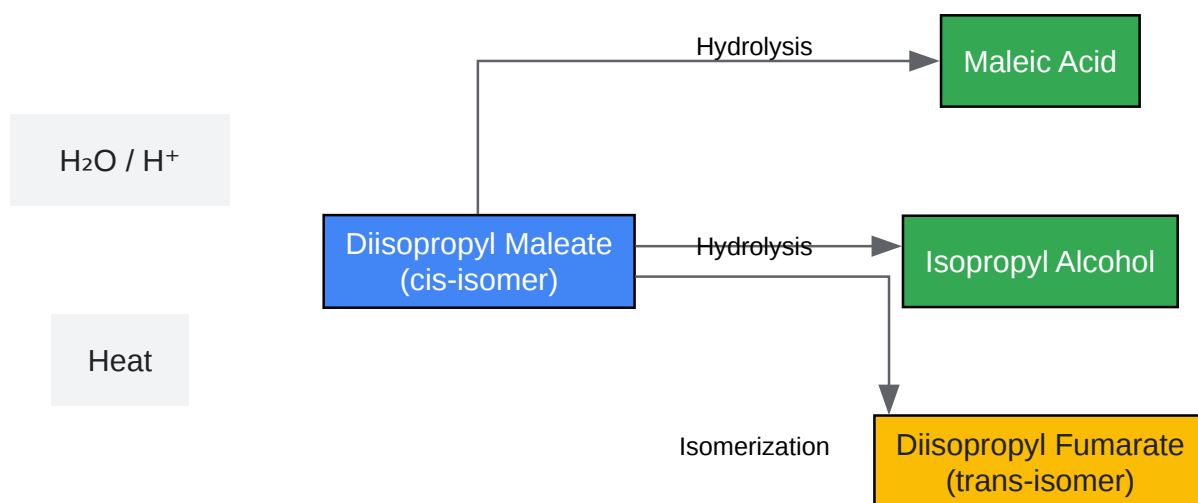 Hydrolysis
Maleic Acid
H₂O / H⁺
Diisopropyl Maleate
(cis-isomer)
Hydrolysis
Isopropyl Alcohol
Heat
Isomerization
Diisopropyl Fumarate
(trans-isomer)